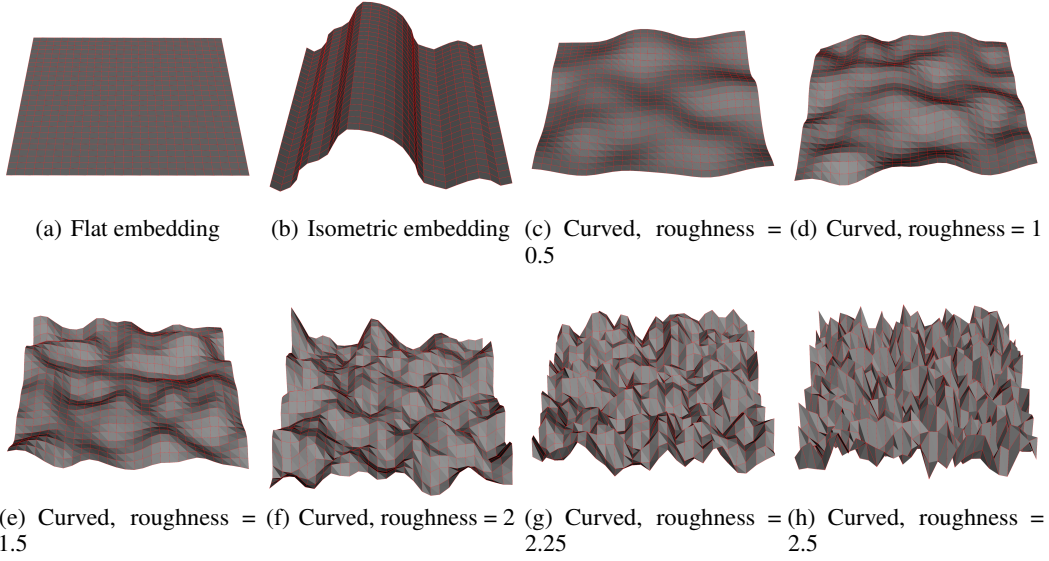 (a) Flat embedding
(b) Isometric embedding
(c) Curved, roughness =
0.5
(d) Curved, roughness = 1
(e) Curved, roughness =
1.5
(f) Curved, roughness = 2
(g) Curved, roughness =
2.25
(h) Curved, roughness =
2.5